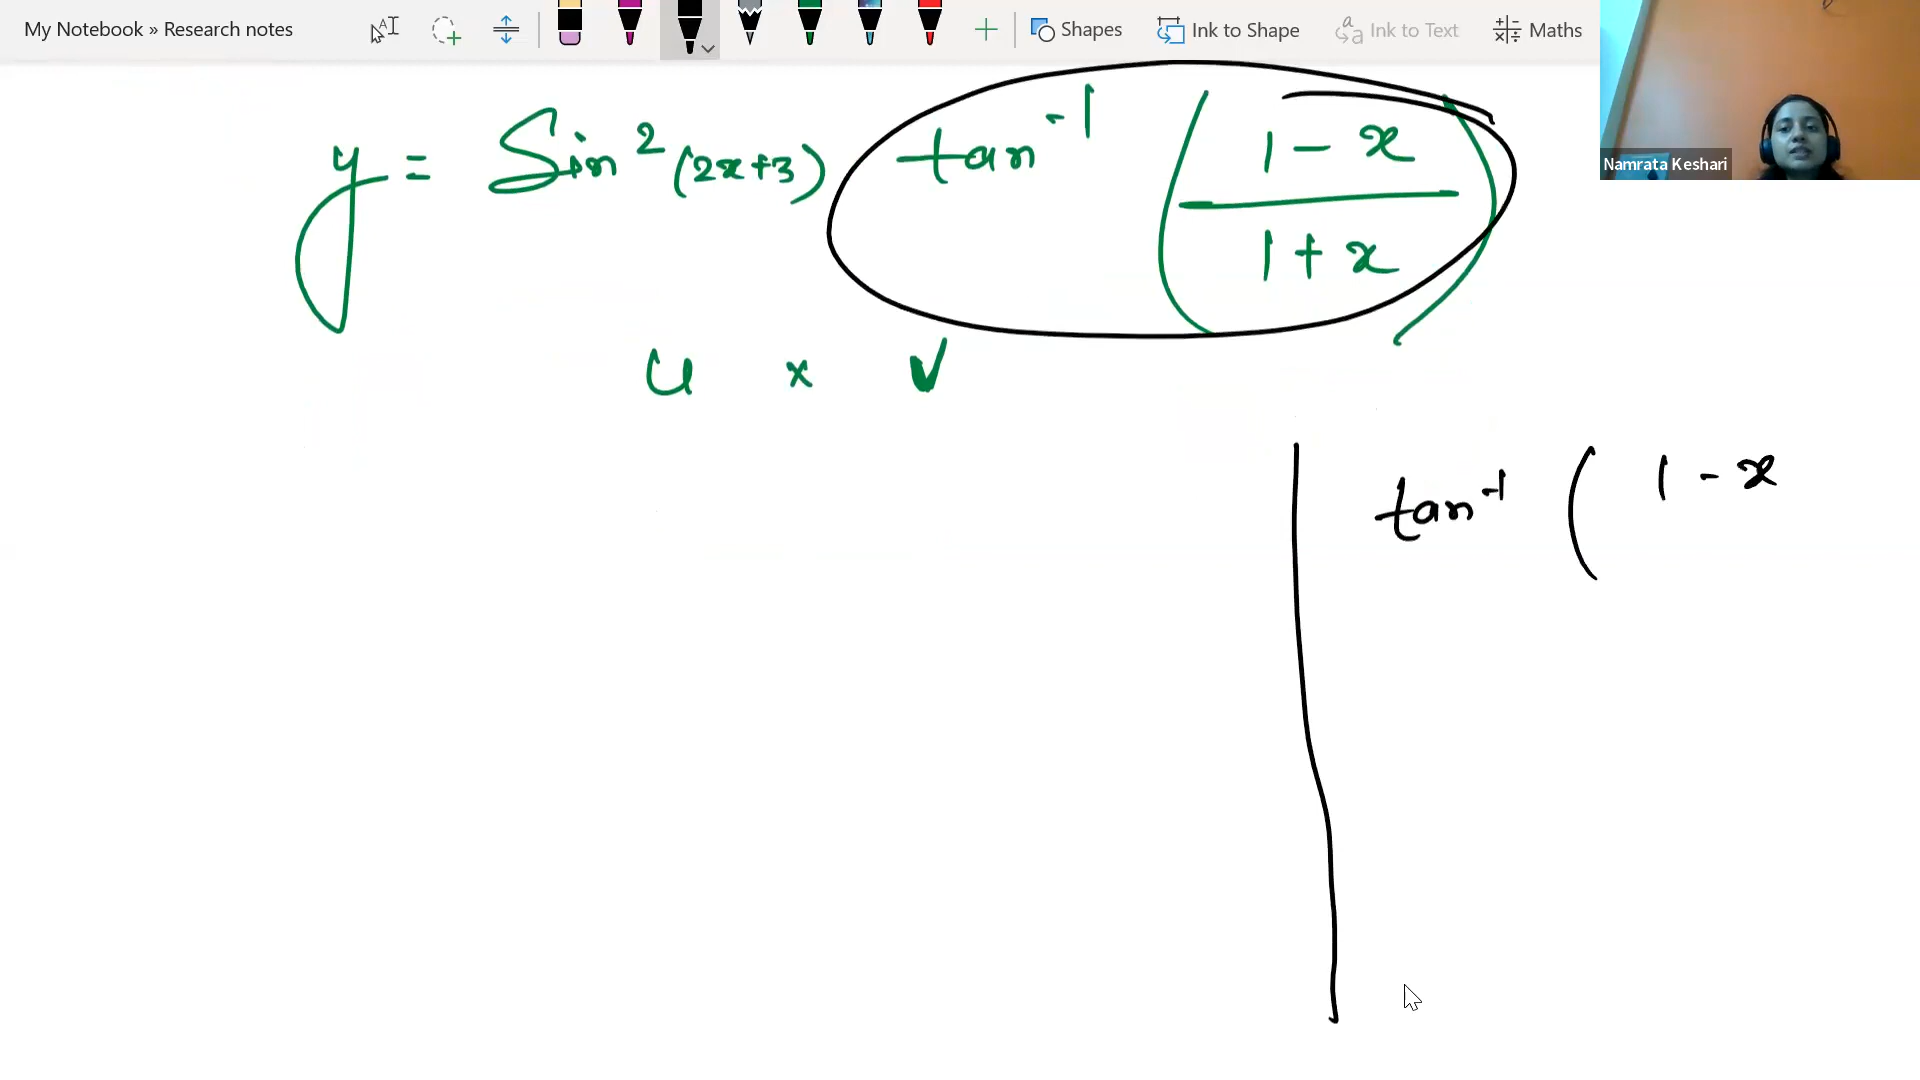 My Notebook » Research notes
Shapes
Ink to Shape
Ink to Text
Maths
Namrata Keshari
y = Sin² (2x+3) tan⁻¹ (1 - x / 1 + x)
u × v
tan⁻¹ ( 1 - x